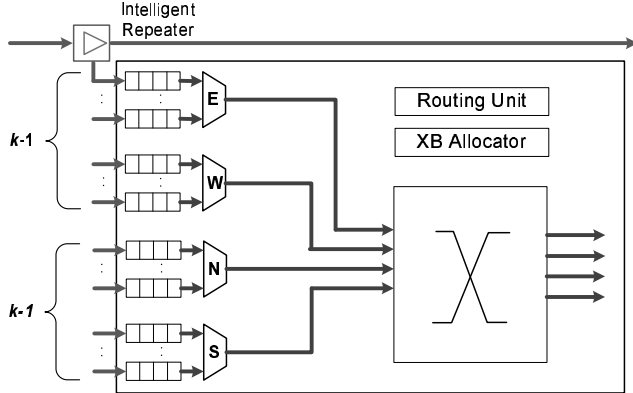 Intelligent
Repeater
E
Routing Unit
XB Allocator
k-1
W
N
k-1
S